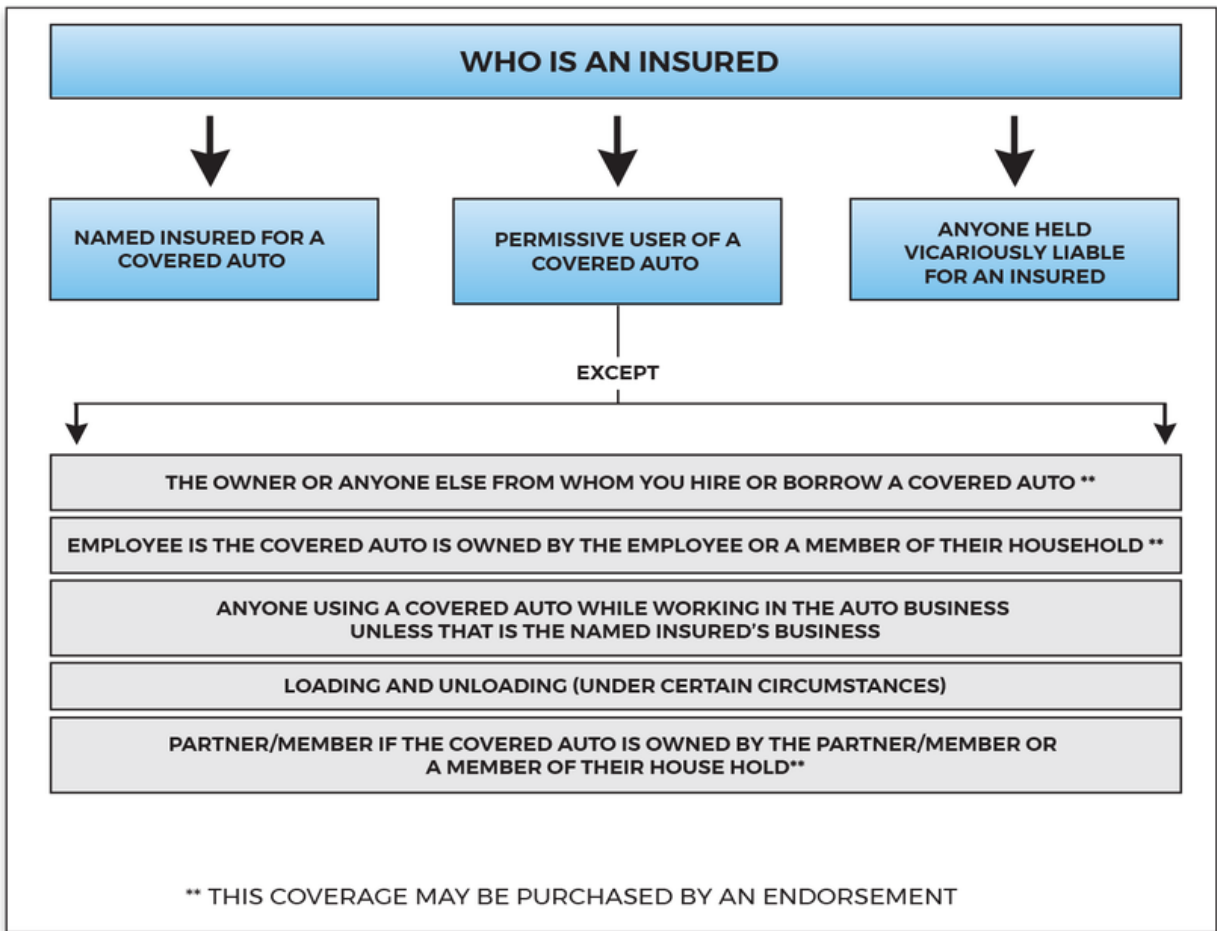 WHO IS AN INSURED
NAMED INSURED FOR A
COVERED AUTO
PERMISSIVE USER OF A
COVERED AUTO
ANYONE HELD
VICARIOUSLY LIABLE
FOR AN INSURED
EXCEPT
THE OWNER OR ANYONE ELSE FROM WHOM YOU HIRE OR BORROW A COVERED AUTO **
EMPLOYEE IS THE COVERED AUTO IS OWNED BY THE EMPLOYEE OR A MEMBER OF THEIR HOUSEHOLD **
ANYONE USING A COVERED AUTO WHILE WORKING IN THE AUTO BUSINESS
UNLESS THAT IS THE NAMED INSURED'S BUSINESS
LOADING AND UNLOADING (UNDER CERTAIN CIRCUMSTANCES)
PARTNER/MEMBER IF THE COVERED AUTO IS OWNED BY THE PARTNER/MEMBER OR
A MEMBER OF THEIR HOUSE HOLD**
** THIS COVERAGE MAY BE PURCHASED BY AN ENDORSEMENT